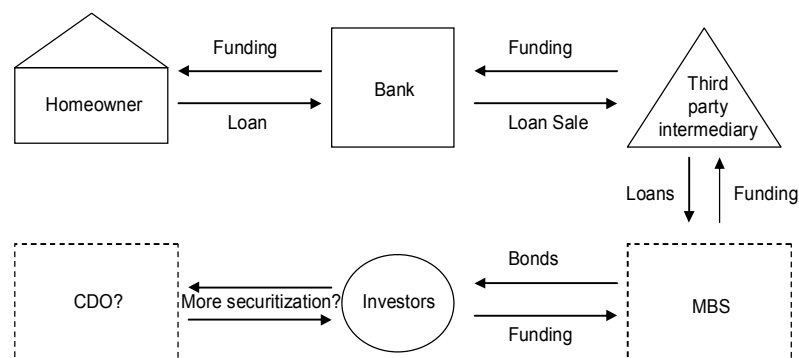 Funding
Funding
Homeowner
Bank
Third
party
intermediary
Loan
Loan Sale
Loans
Funding
Bonds
CDO?
More securitization?
Investors
MBS
Funding